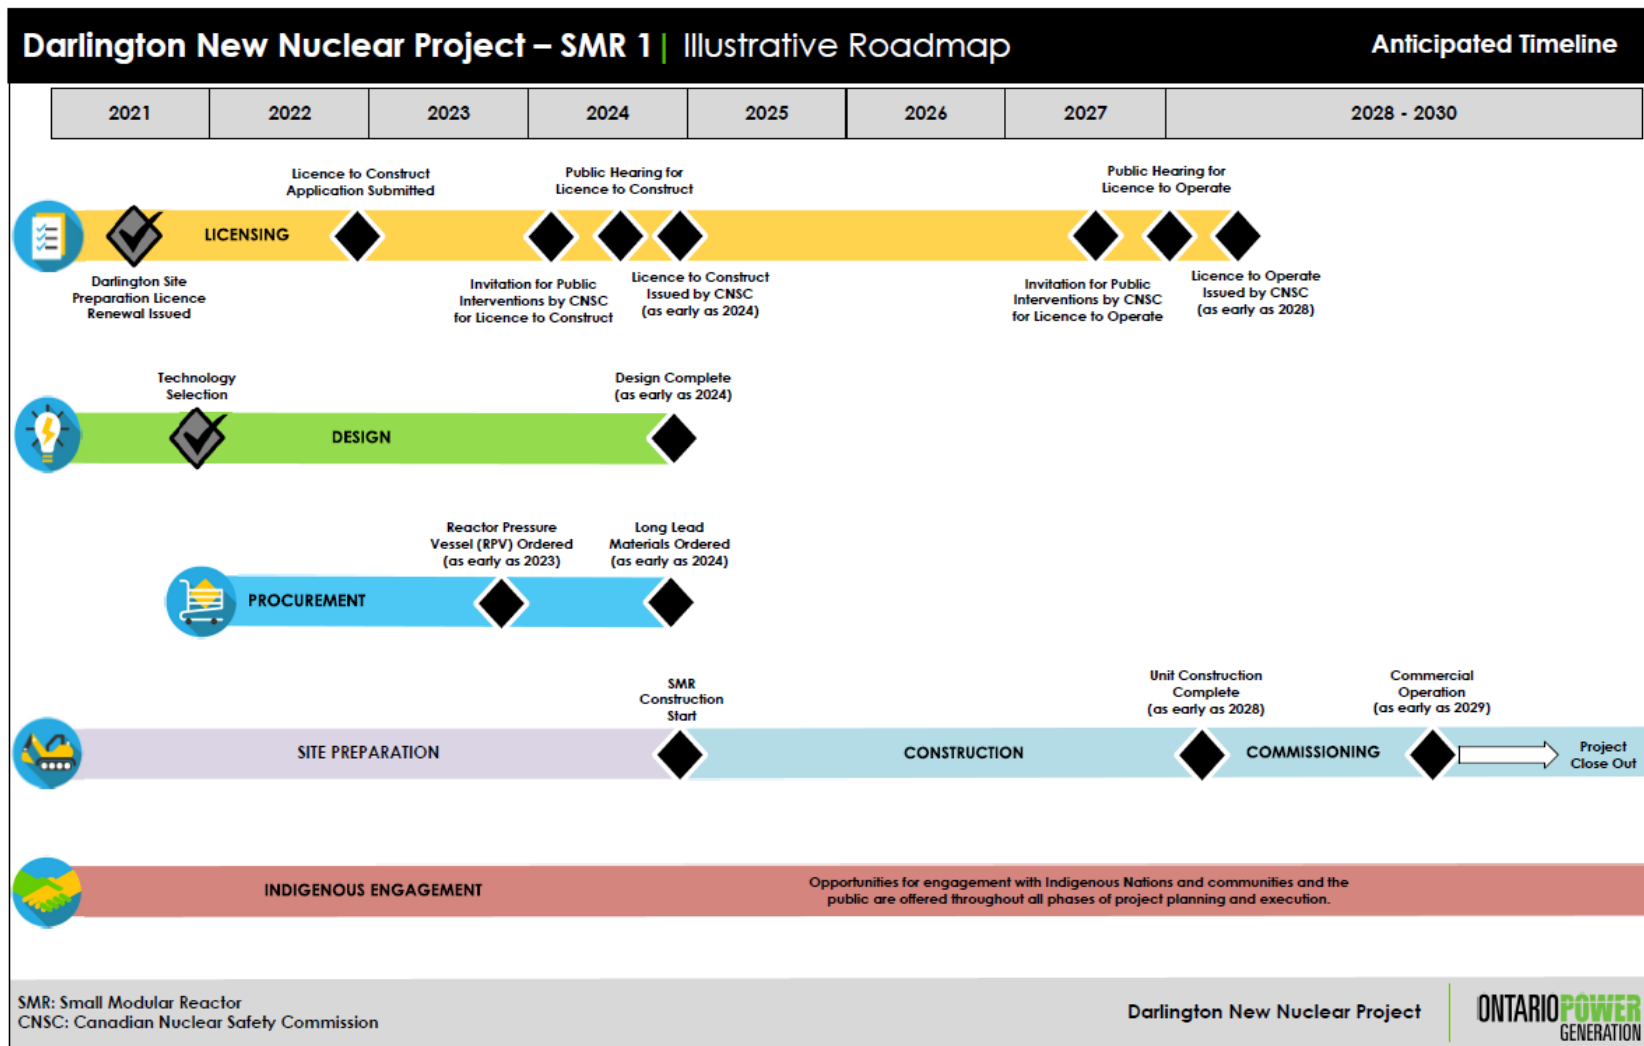 Darlington New Nuclear Project – SMR 1 | Illustrative Roadmap
Anticipated Timeline
2021
2022
2023
2024
2025
2026
2027
2028 - 2030
Licence to Construct
Application Submitted
Public Hearing for
Licence to Construct
Public Hearing for
Licence to Operate
LICENSING
Darlington Site
Preparation Licence
Renewal Issued
Invitation for Public
Interventions by CNSC
for Licence to Construct
Licence to Construct
Issued by CNSC
(as early as 2024)
Invitation for Public
Interventions by CNSC
for Licence to Operate
Licence to Operate
Issued by CNSC
(as early as 2028)
Technology
Selection
Design Complete
(as early as 2024)
DESIGN
Reactor Pressure
Vessel (RPV) Ordered
(as early as 2023)
Long Lead
Materials Ordered
(as early as 2024)
PROCUREMENT
SMR
Construction
Start
Unit Construction
Complete
(as early as 2028)
Commercial
Operation
(as early as 2029)
SITE PREPARATION
CONSTRUCTION
COMMISSIONING
Project
Close Out
INDIGENOUS ENGAGEMENT
Opportunities for engagement with Indigenous Nations and communities and the
public are offered throughout all phases of project planning and execution.
SMR: Small Modular Reactor
CNSC: Canadian Nuclear Safety Commission
Darlington New Nuclear Project
ONTARIOPOWER
GENERATION